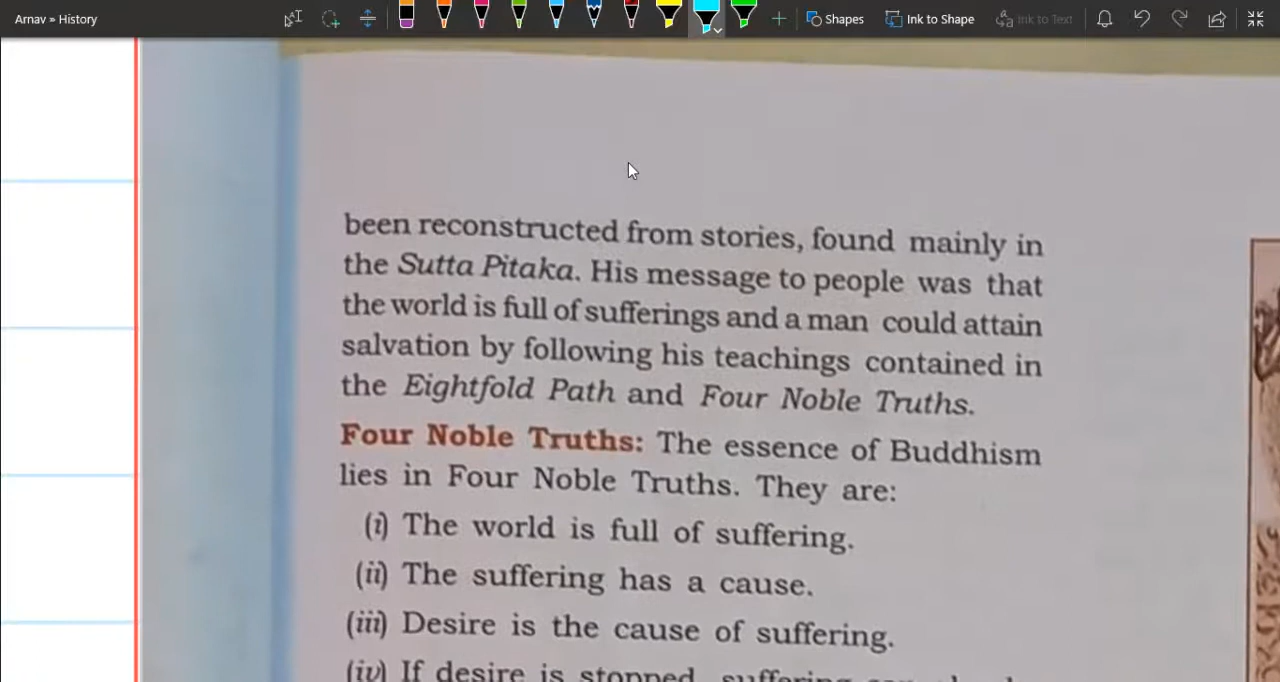 Arnav » History
Shapes
Ink to Shape
Ink to Text
been reconstructed from stories, found mainly in
the Sutta Pitaka. His message to people was that
the world is full of sufferings and a man could attain
salvation by following his teachings contained in
the Eightfold Path and Four Noble Truths.
Four Noble Truths: The essence of Buddhism
lies in Four Noble Truths. They are:
(i) The world is full of suffering.
(ii) The suffering has a cause.
(iii) Desire is the cause of suffering.
(iv) If desire is stopped, suffering